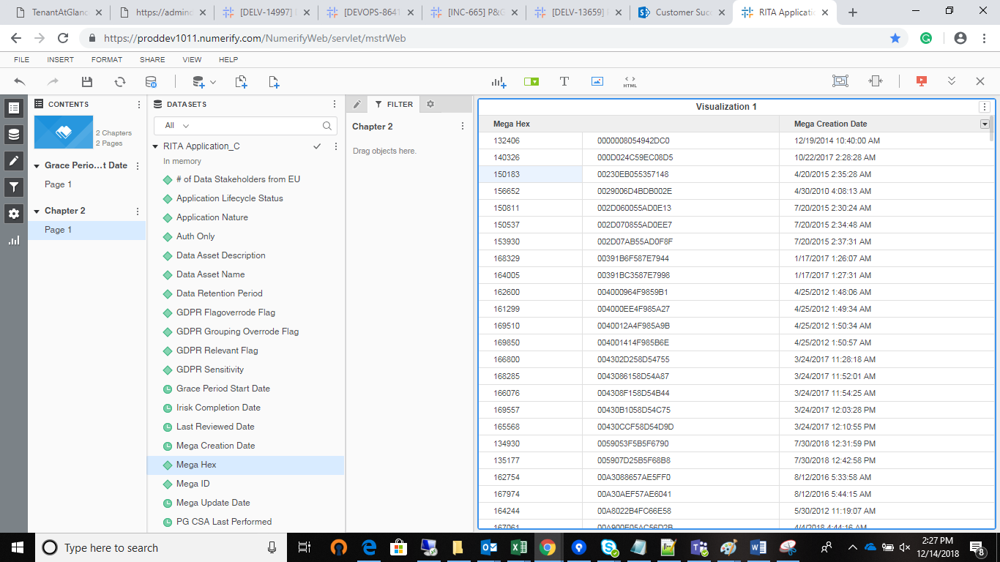 TenantAtGlanc
https://adminc
[DELV-14997]
[DEVOPS-8641
[INC-665] P&G
[DELV-13659]
Customer Succ
RITA Applicatio
https://proddev1011.numerify.com/NumerifyWeb/servlet/mstrWeb
FILE INSERT FORMAT SHARE VIEW HELP
HTML
CONTENTS
2 Chapters
2 Pages
Grace Perio...t Date
Page 1
Chapter 2
Page 1
DATASETS
All
RITA Application_C
In memory
# of Data Stakeholders from EU
Application Lifecycle Status
Application Nature
Auth Only
Data Asset Description
Data Asset Name
Data Retention Period
GDPR Flagoverrode Flag
GDPR Grouping Overrode Flag
GDPR Relevant Flag
GDPR Sensitivity
Grace Period Start Date
Irisk Completion Date
Last Reviewed Date
Mega Creation Date
Mega Hex
Mega ID
Mega Update Date
PG CSA Last Performed
FILTER
Chapter 2
Drag objects here.
Visualization 1
Mega Hex Mega Creation Date
132406 0000008054942DC0 12/19/2014 10:40:00 AM
140326 000D024C59EC08D5 10/22/2017 2:28:28 AM
150183 00230EB055357148 4/20/2015 2:35:28 AM
156652 0029006D4BDB002E 4/30/2010 4:08:13 AM
150811 002D060055AD0E13 7/20/2015 2:30:24 AM
150537 002D070855AD0EE7 7/20/2015 2:34:48 AM
153930 002D07AB55AD0F8F 7/20/2015 2:37:31 AM
168329 00391B6F587E7944 1/17/2017 1:26:07 AM
164005 00391BC3587E7998 1/17/2017 1:27:31 AM
162600 004000964F9859B1 4/25/2012 1:48:06 AM
161299 004000EE4F985A27 4/25/2012 1:49:34 AM
169510 0040012A4F985A9B 4/25/2012 1:50:34 AM
169850 004001414F985B6E 4/25/2012 1:50:57 AM
166800 004302D258D54755 3/24/2017 11:28:18 AM
168285 0043086158D54A87 3/24/2017 11:52:01 AM
166076 004308F158D54B44 3/24/2017 11:54:25 AM
169557 00430B1058D54C75 3/24/2017 12:03:28 PM
165568 00430CCF58D54D9D 3/24/2017 12:10:55 PM
134930 0059053F5B5F6790 7/30/2018 12:31:59 PM
135177 005907D25B5F68B8 7/30/2018 12:42:58 PM
162754 00A3088657AE5FF0 8/12/2016 5:33:58 AM
167974 00A30AEF57AE6041 8/12/2016 5:44:15 AM
164244 00A8022B4FC66E58 5/30/2012 11:19:07 AM
167061 00A900E05AC56D2B 4/4/2018 4:44:16 AM
Type here to search
2:27 PM
12/14/2018
8